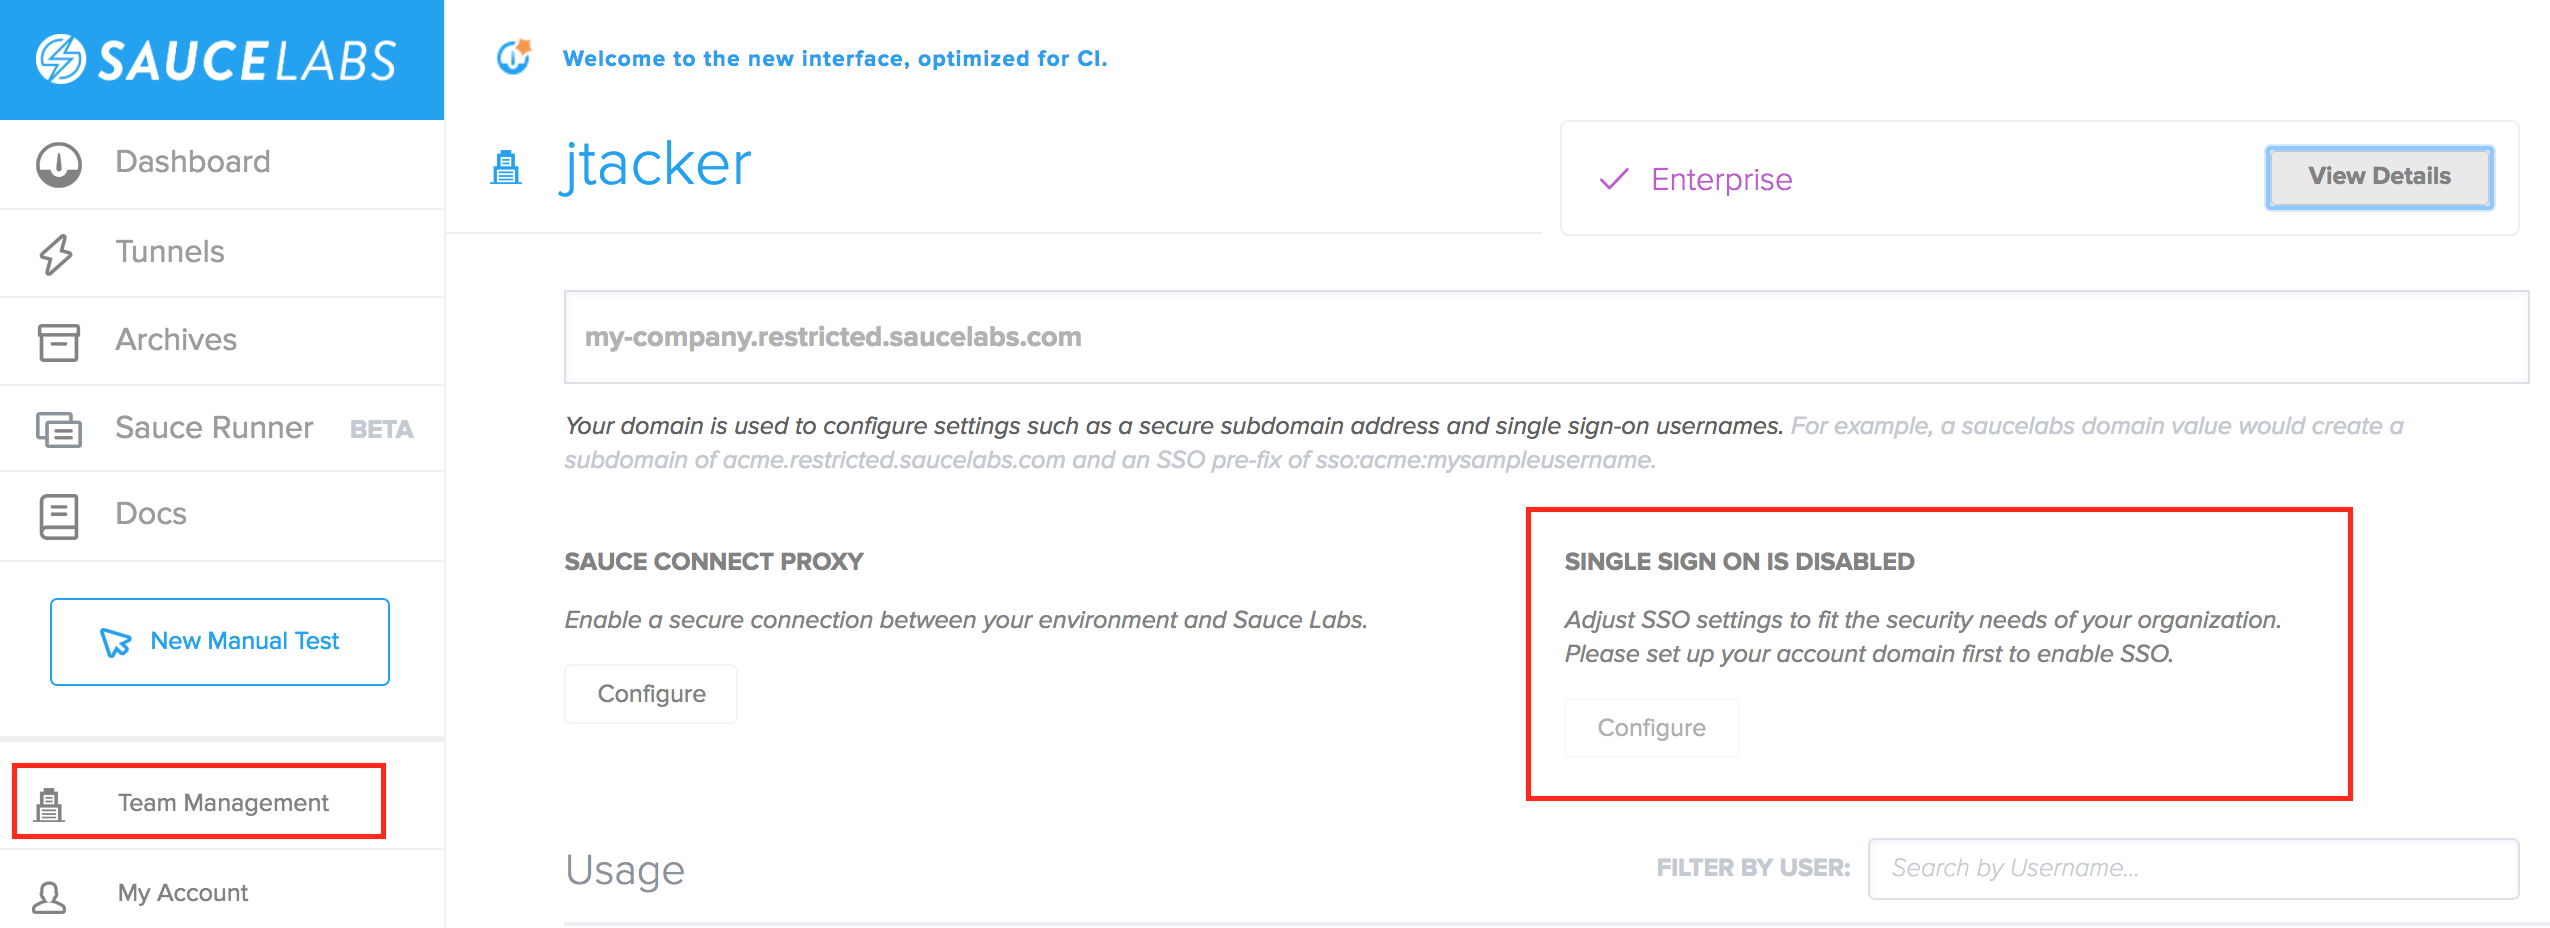 SAUCELABS
Welcome to the new interface, optimized for CI.
jtacker
Enterprise
View Details
Dashboard
Tunnels
Archives
Sauce Runner BETA
Docs
New Manual Test
Team Management
My Account
my-company.restricted.saucelabs.com
Your domain is used to configure settings such as a secure subdomain address and single sign-on usernames. For example, a saucelabs domain value would create a
subdomain of acme.restricted.saucelabs.com and an SSO pre-fix of sso:acme:mysampleusername.
SAUCE CONNECT PROXY
Enable a secure connection between your environment and Sauce Labs.
Configure
SINGLE SIGN ON IS DISABLED
Adjust SSO settings to fit the security needs of your organization.
Please set up your account domain first to enable SSO.
Configure
Usage
FILTER BY USER:
Search by Username...